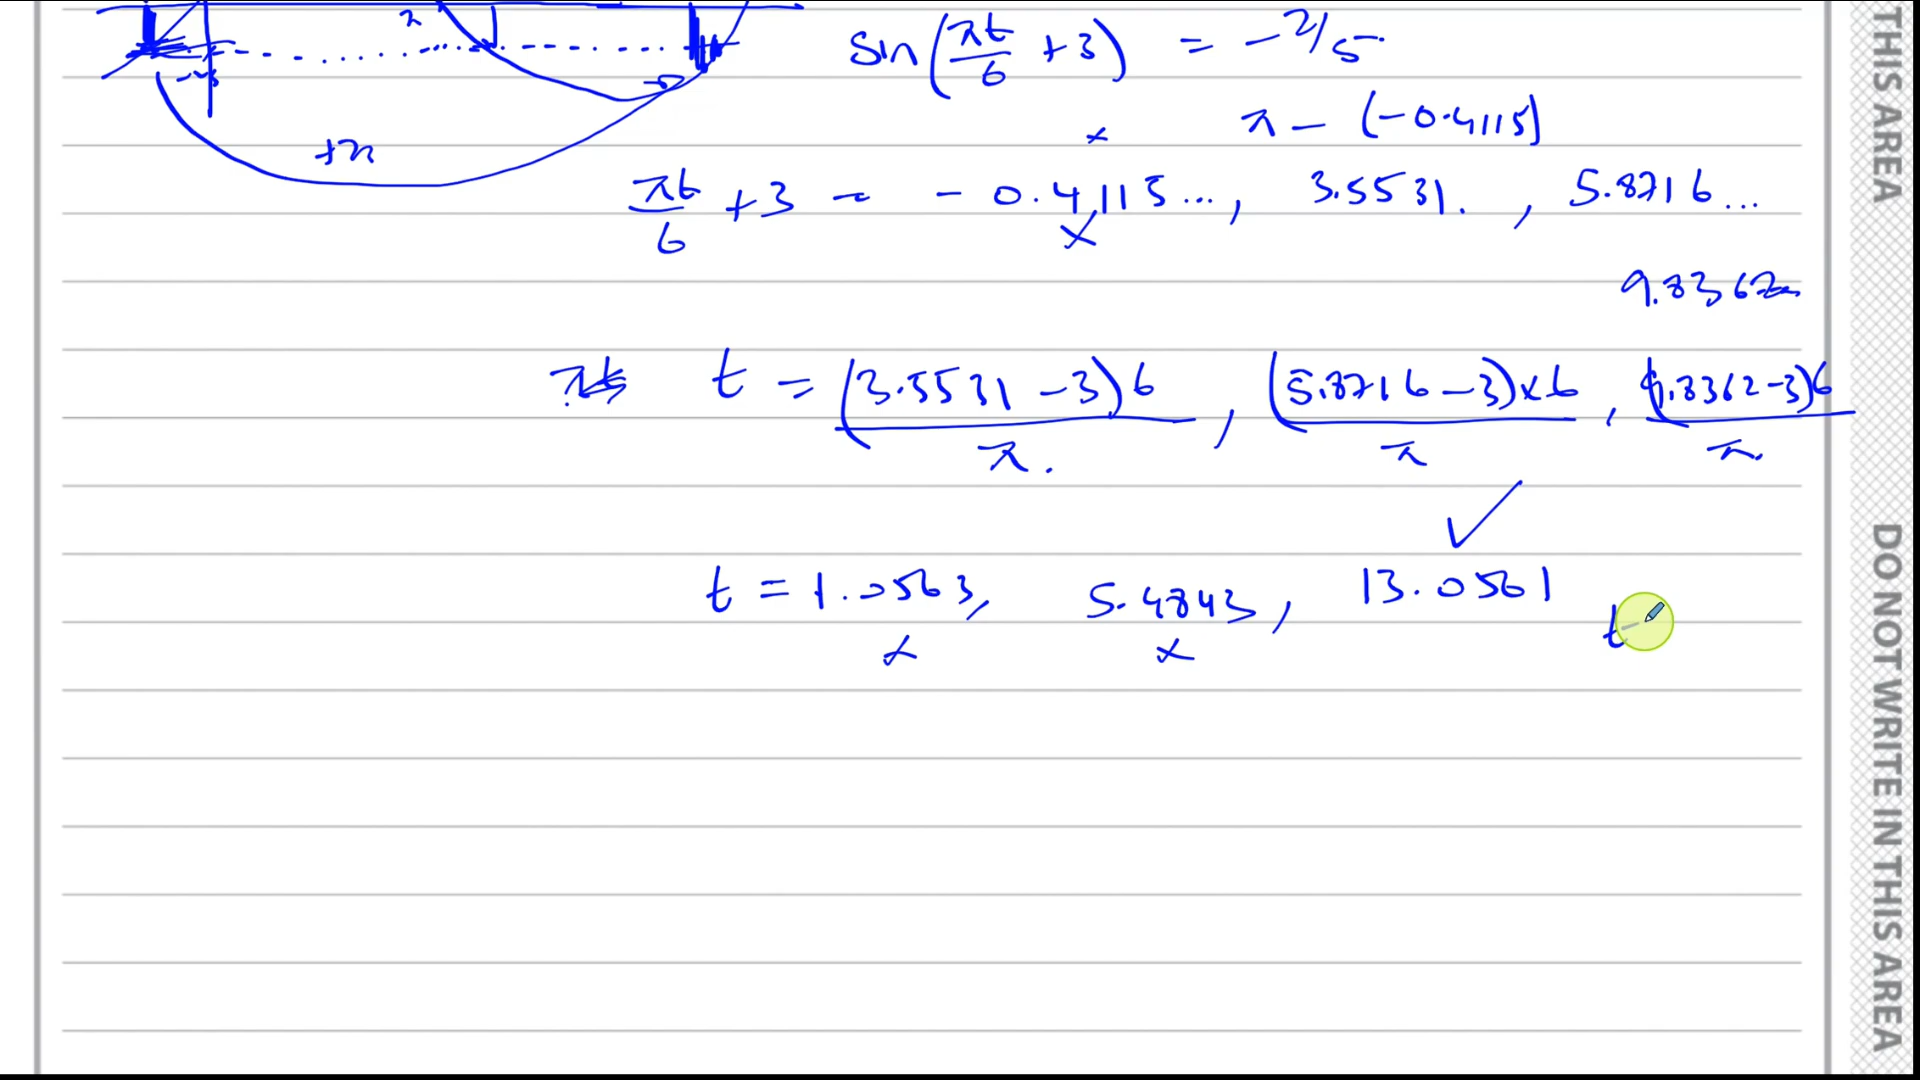 sin(πt/6 + 3) = -2/5
π - (-0.4115)
+2π
πt/6 + 3 = - 0.4115..., 3.5531., 5.8716...
9.8362
t = (3.5531 - 3)6/π., (5.8716 - 3)x6/π, (9.8362-3)6/π.
t = 1.0563, 5.4843, 13.0561
t-
THIS AREA
DO NOT WRITE IN THIS AREA